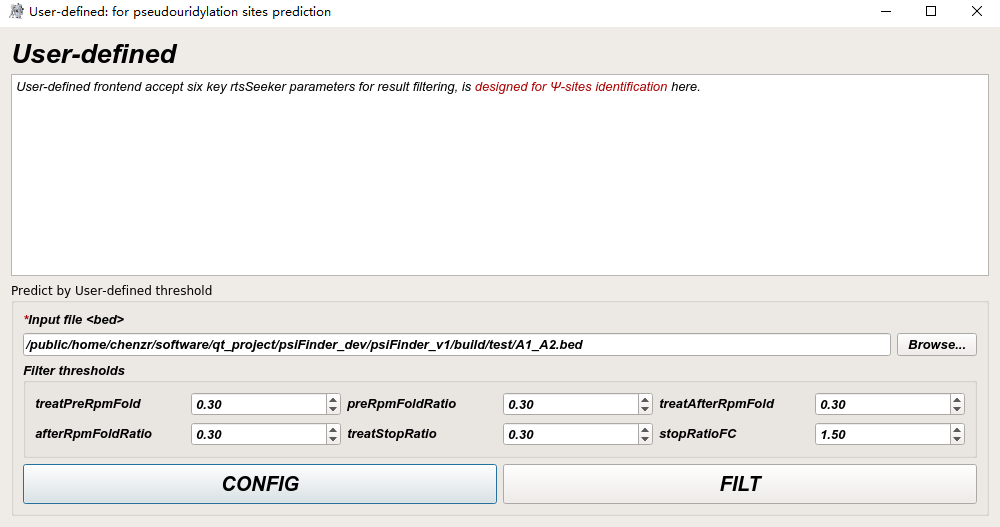 User-defined: for pseudouridylation sites prediction
User-defined
User-defined frontend accept six key rtsSeeker parameters for result filtering, is designed for Ψ-sites identification here.
Predict by User-defined threshold
*Input file <bed>
/public/home/chenzr/software/qt_project/psiFinder_dev/psiFinder_v1/build/test/A1_A2.bed Browse...
Filter thresholds
treatPreRpmFold 0.30 preRpmFoldRatio 0.30 treatAfterRpmFold 0.30
afterRpmFoldRatio 0.30 treatStopRatio 0.30 stopRatioFC 1.50
CONFIG FILT